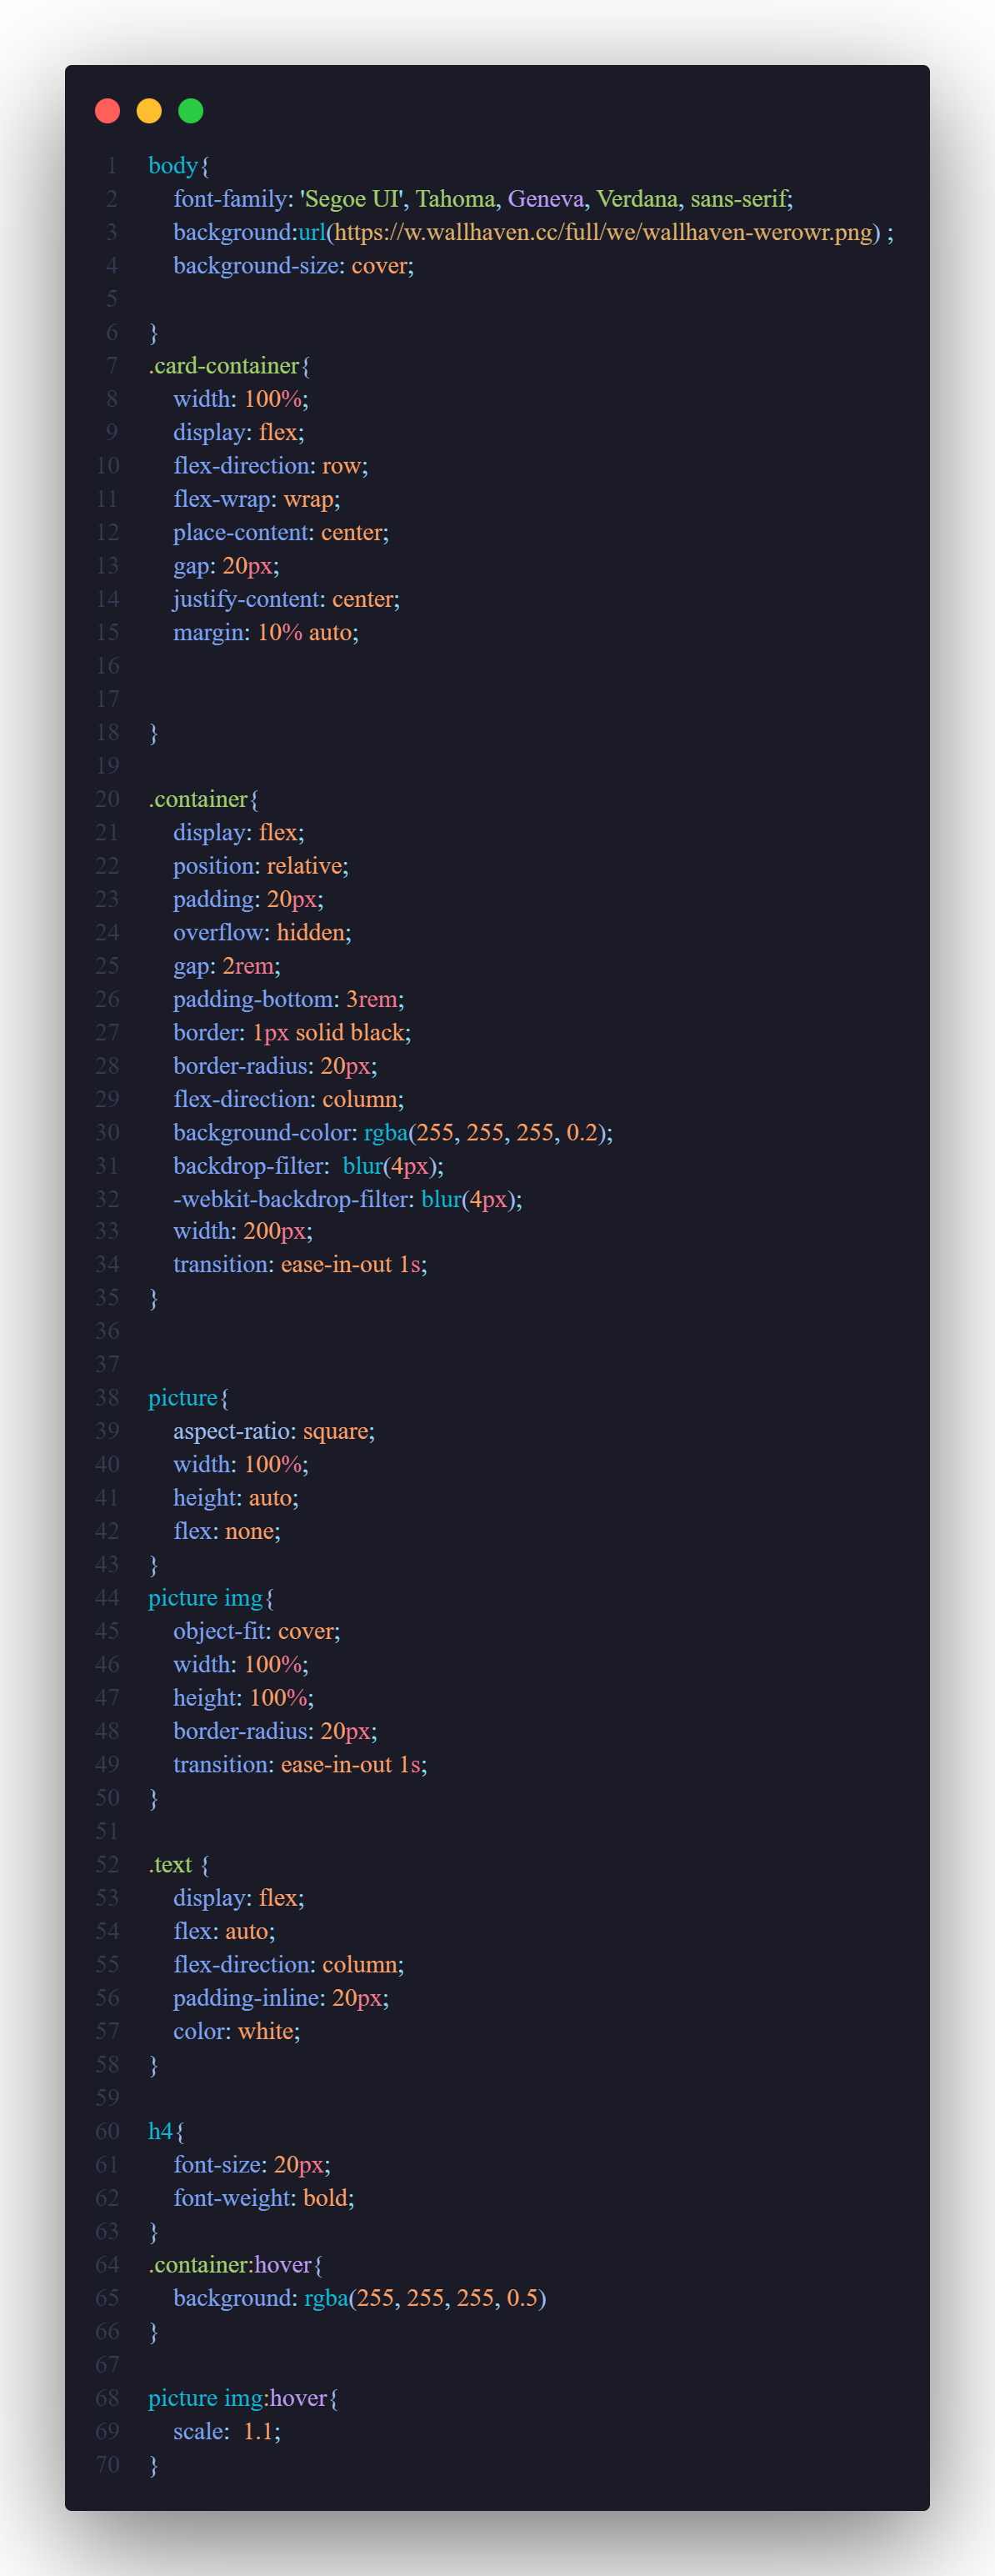 1 body{
2 font-family: 'Segoe UI', Tahoma, Geneva, Verdana, sans-serif;
3 background:url(https://w.wallhaven.cc/full/we/wallhaven-werowr.png) ;
4 background-size: cover;
5
6 }
7 .card-container{
8 width: 100%;
9 display: flex;
10 flex-direction: row;
11 flex-wrap: wrap;
12 place-content: center;
13 gap: 20px;
14 justify-content: center;
15 margin: 10% auto;
16
17
18 }
19
20 .container{
21 display: flex;
22 position: relative;
23 padding: 20px;
24 overflow: hidden;
25 gap: 2rem;
26 padding-bottom: 3rem;
27 border: 1px solid black;
28 border-radius: 20px;
29 flex-direction: column;
30 background-color: rgba(255, 255, 255, 0.2);
31 backdrop-filter:  blur(4px);
32 -webkit-backdrop-filter: blur(4px);
33 width: 200px;
34 transition: ease-in-out 1s;
35 }
36
37
38 picture{
39 aspect-ratio: square;
40 width: 100%;
41 height: auto;
42 flex: none;
43 }
44 picture img{
45 object-fit: cover;
46 width: 100%;
47 height: 100%;
48 border-radius: 20px;
49 transition: ease-in-out 1s;
50 }
51
52 .text {
53 display: flex;
54 flex: auto;
55 flex-direction: column;
56 padding-inline: 20px;
57 color: white;
58 }
59
60 h4{
61 font-size: 20px;
62 font-weight: bold;
63 }
64 .container:hover{
65 background: rgba(255, 255, 255, 0.5)
66 }
67
68 picture img:hover{
69 scale:  1.1;
70 }